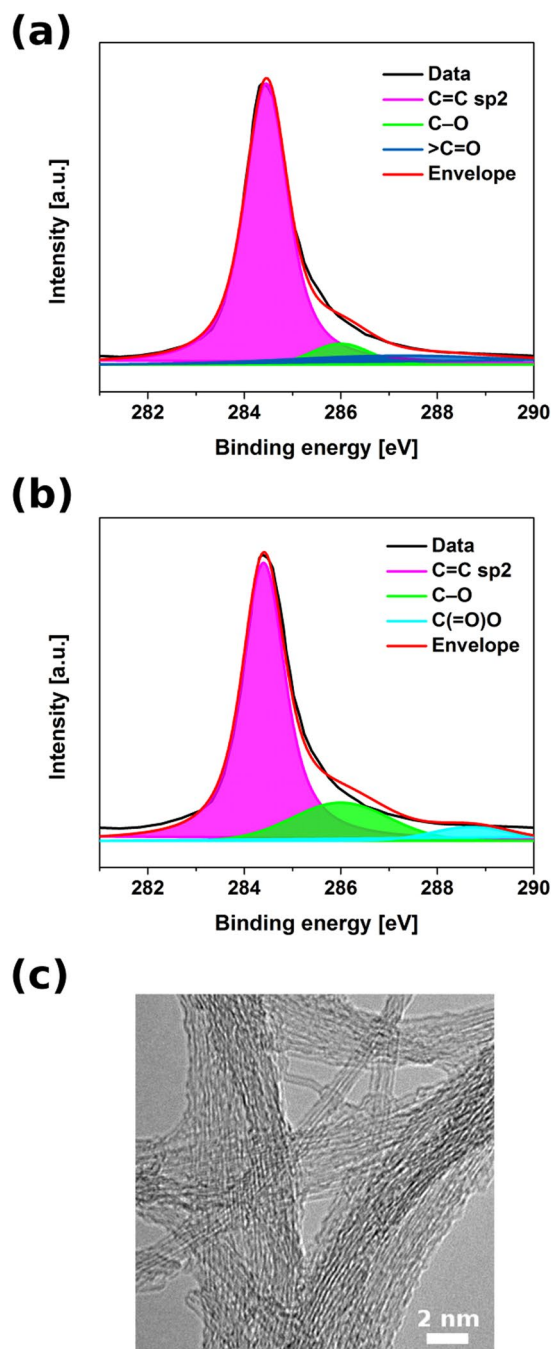 (a)
Data
C=C sp2
C–O
>C=O
Envelope
Intensity [a.u.]
282 284 286 288 290
Binding energy [eV]
(b)
Data
C=C sp2
C–O
C(=O)O
Envelope
Intensity [a.u.]
282 284 286 288 290
Binding energy [eV]
(c)
2 nm